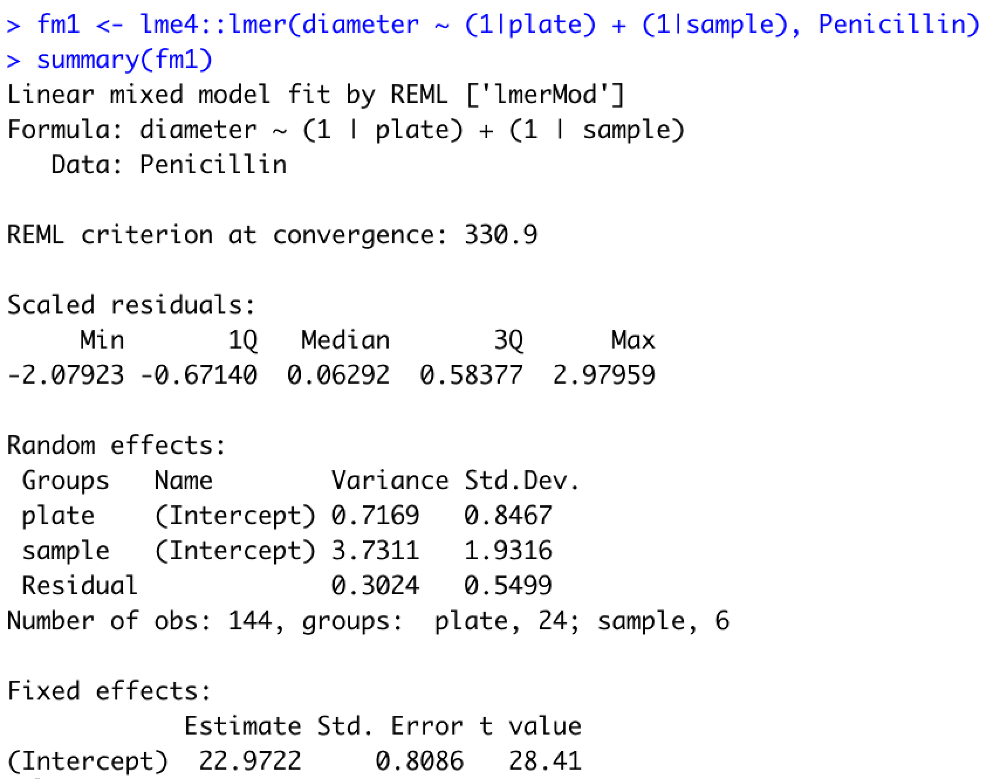 > fm1 <- lme4::lmer(diameter ~ (1|plate) + (1|sample), Penicillin)
> summary(fm1)
Linear mixed model fit by REML ['lmerMod']
Formula: diameter ~ (1 | plate) + (1 | sample)
   Data: Penicillin

REML criterion at convergence: 330.9

Scaled residuals:
     Min       1Q   Median       3Q      Max
-2.07923 -0.67140  0.06292  0.58377  2.97959

Random effects:
 Groups   Name        Variance Std.Dev.
 plate    (Intercept) 0.7169   0.8467
 sample   (Intercept) 3.7311   1.9316
 Residual             0.3024   0.5499
Number of obs: 144, groups:  plate, 24; sample, 6

Fixed effects:
            Estimate Std. Error t value
(Intercept)  22.9722     0.8086   28.41